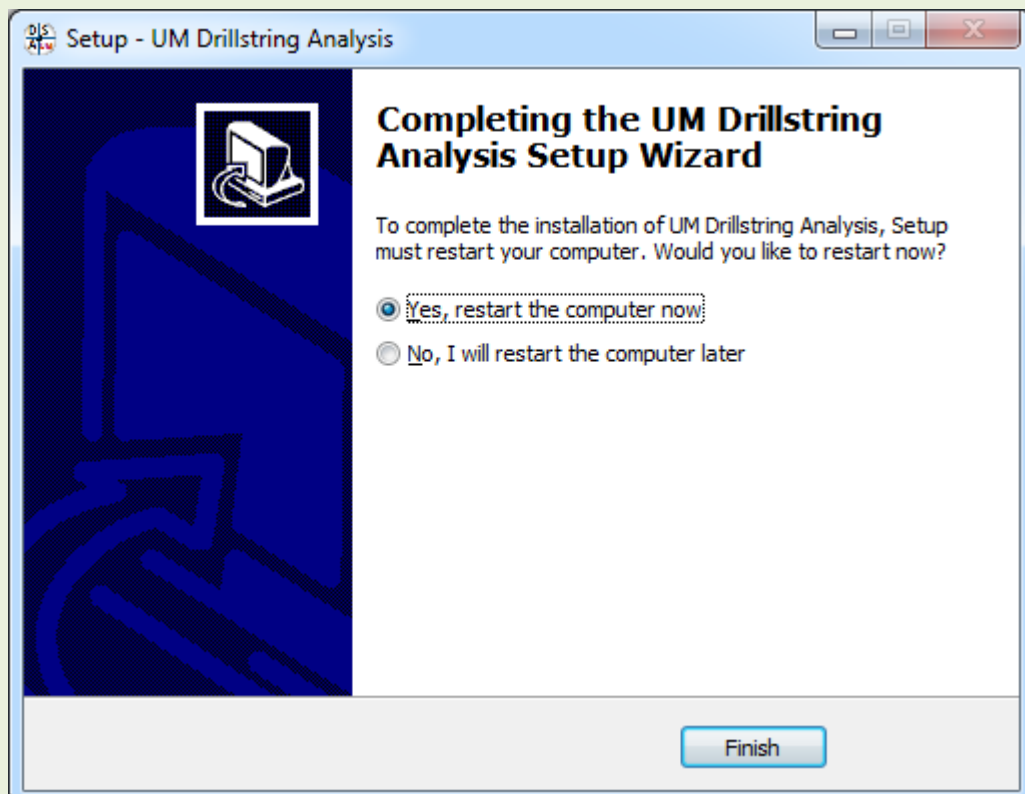 Setup - UM Drillstring Analysis
Completing the UM Drillstring
Analysis Setup Wizard
To complete the installation of UM Drillstring Analysis, Setup
must restart your computer. Would you like to restart now?
Yes, restart the computer now
No, I will restart the computer later
Finish